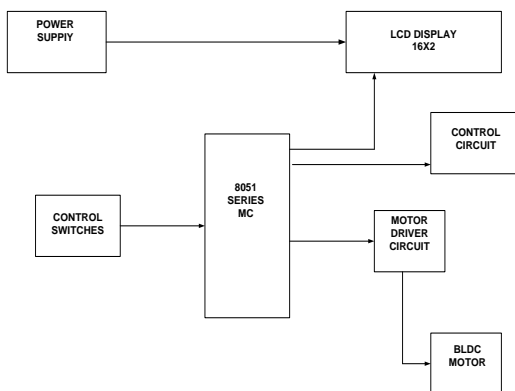 POWER
SUPPIY
LCD DISPLAY
16X2
CONTROL
CIRCUIT
8051
SERIES
MC
CONTROL
SWITCHES
MOTOR
DRIVER
CIRCUIT
BLDC
MOTOR